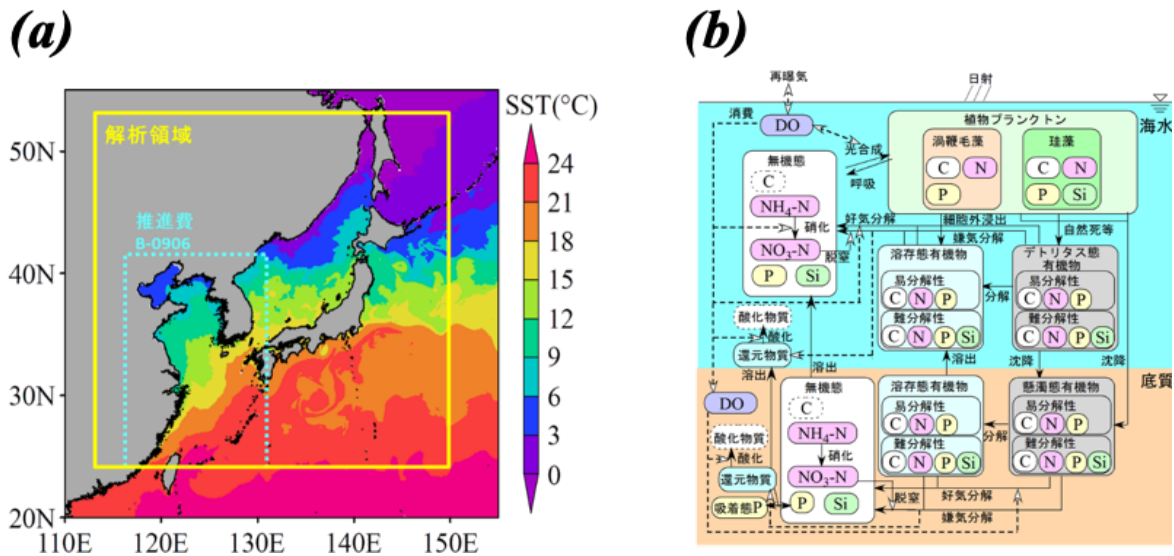 (a)
SST(°C)
解析領域
推進費
B-0906
50N
40N
30N
20N
110E
120E
130E
140E
150E
24
21
18
15
12
9
6
3
0
(b)
再曝気
日射
海水
消費
DO
光合成
呼吸
植物プランクトン
渦鞭毛藻
C N
P
珪藻
C N
P Si
無機態
C
NH₄-N
硝化
NO₃-N
脱窒
P Si
好気分解
細胞外浸出
嫌気分解
自然死等
溶存態有機物
易分解性
C N P
難分解性
C N P Si
分解
デトリタス態
有機物
易分解性
C N P
難分解性
C N P Si
酸化物質
酸化
還元物質
溶出
溶出
溶出
沈降
沈降
底質
DO
酸化物質
酸化
還元物質
吸着態P
無機態
C
NH₄-N
硝化
NO₃-N
P Si
脱窒
溶存態有機物
易分解性
C N P
難分解性
C N P Si
分解
懸濁態有機物
易分解性
C N P
難分解性
C N P Si
好気分解
嫌気分解